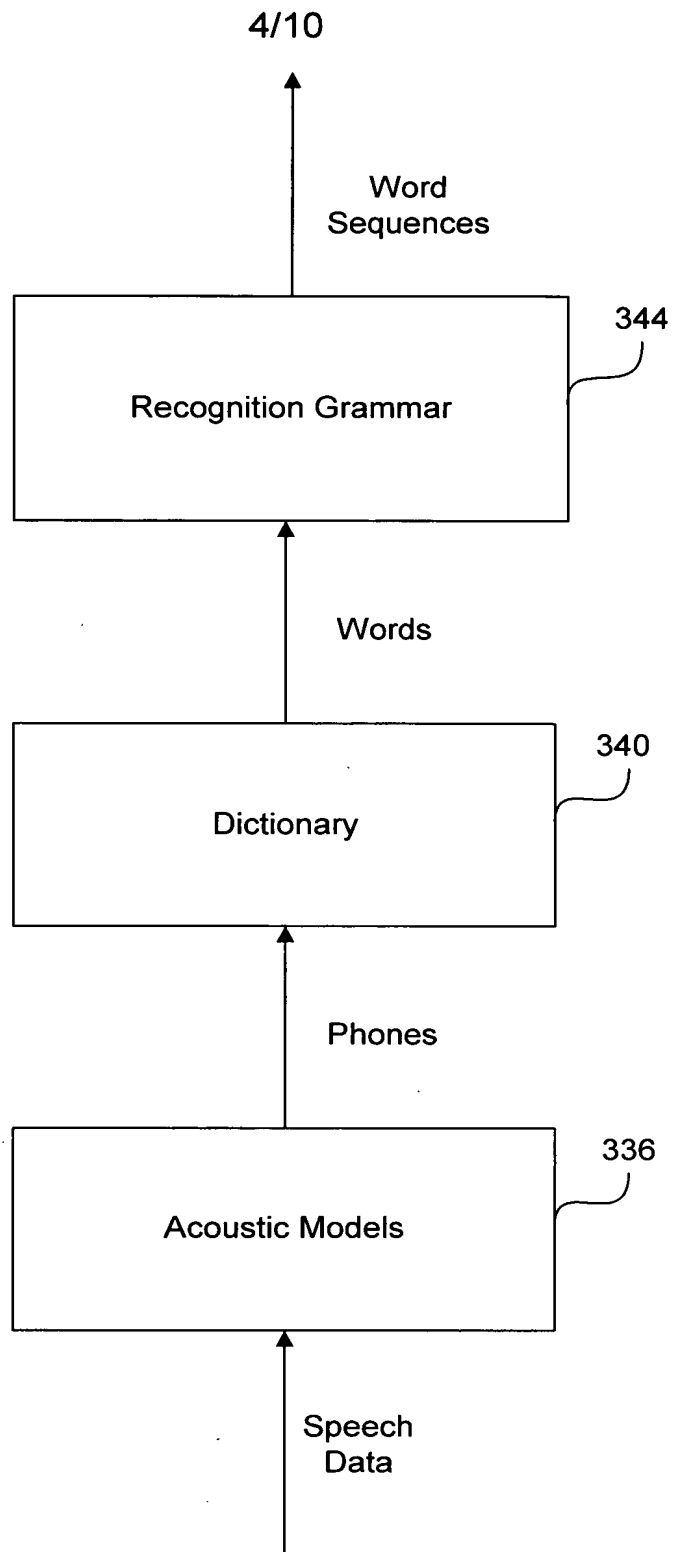 4/10
Word
Sequences
344
Recognition Grammar
Words
340
Dictionary
Phones
336
Acoustic Models
Speech
Data